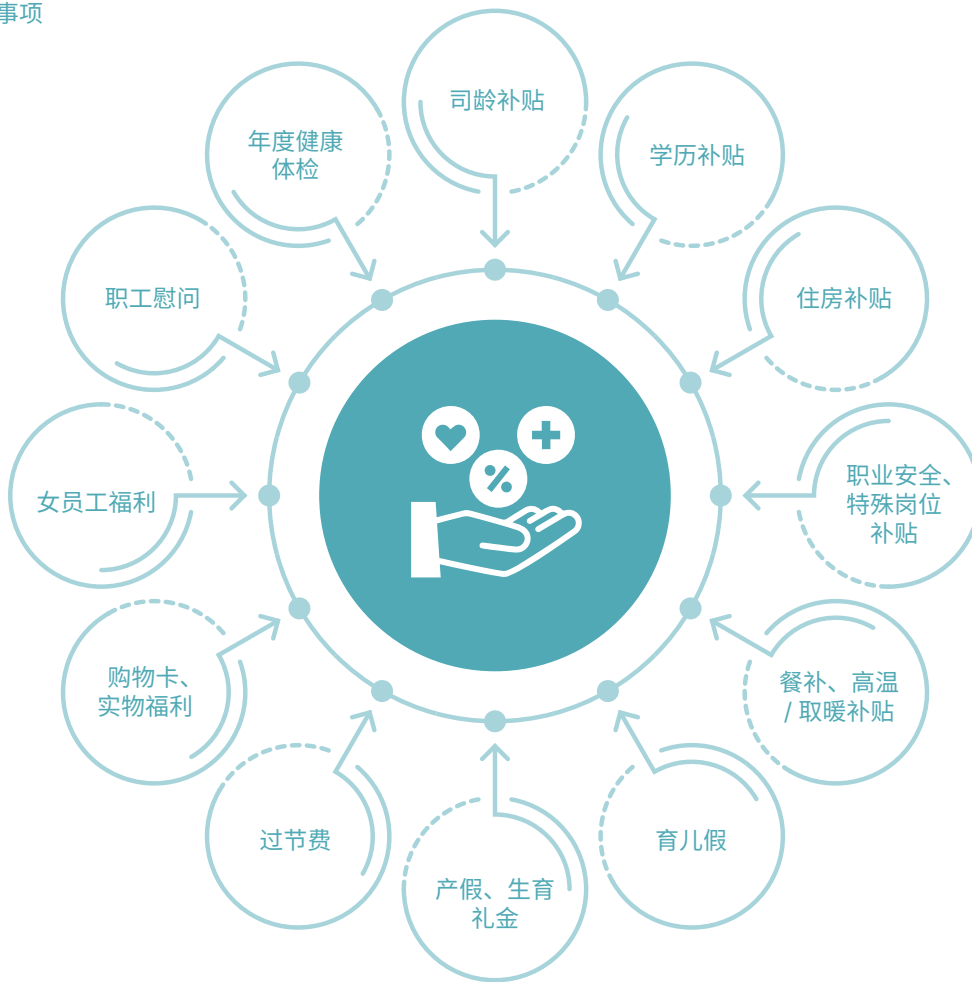 事项
司龄补贴
学历补贴
住房补贴
职业安全、
特殊岗位
补贴
餐补、高温
/ 取暖补贴
育儿假
产假、生育
礼金
过节费
购物卡、
实物福利
女员工福利
职工慰问
年度健康
体检
%